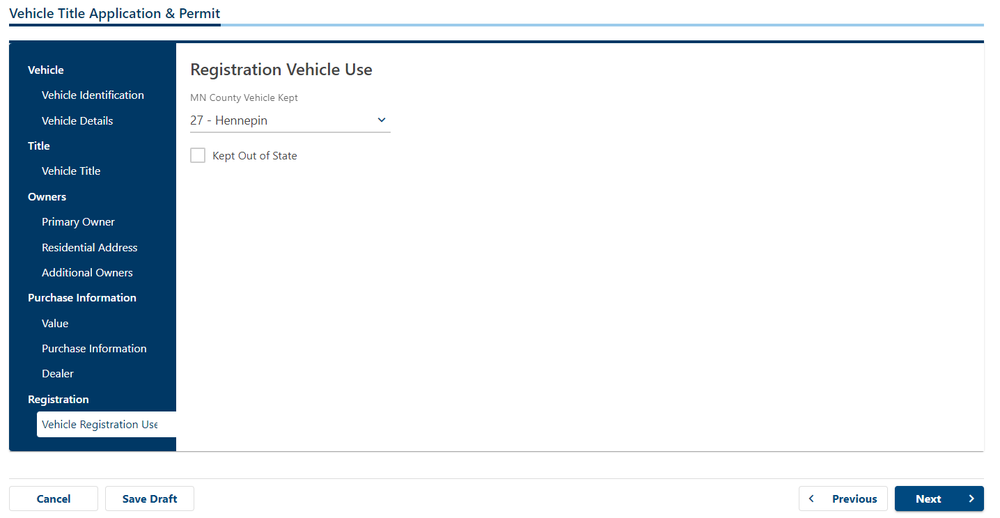 Vehicle Title Application & Permit
Vehicle
Vehicle Identification
Vehicle Details
Title
Vehicle Title
Owners
Primary Owner
Residential Address
Additional Owners
Purchase Information
Value
Purchase Information
Dealer
Registration
Vehicle Registration Use
Registration Vehicle Use
MN County Vehicle Kept
27 - Hennepin
Kept Out of State
Cancel
Save Draft
Previous
Next